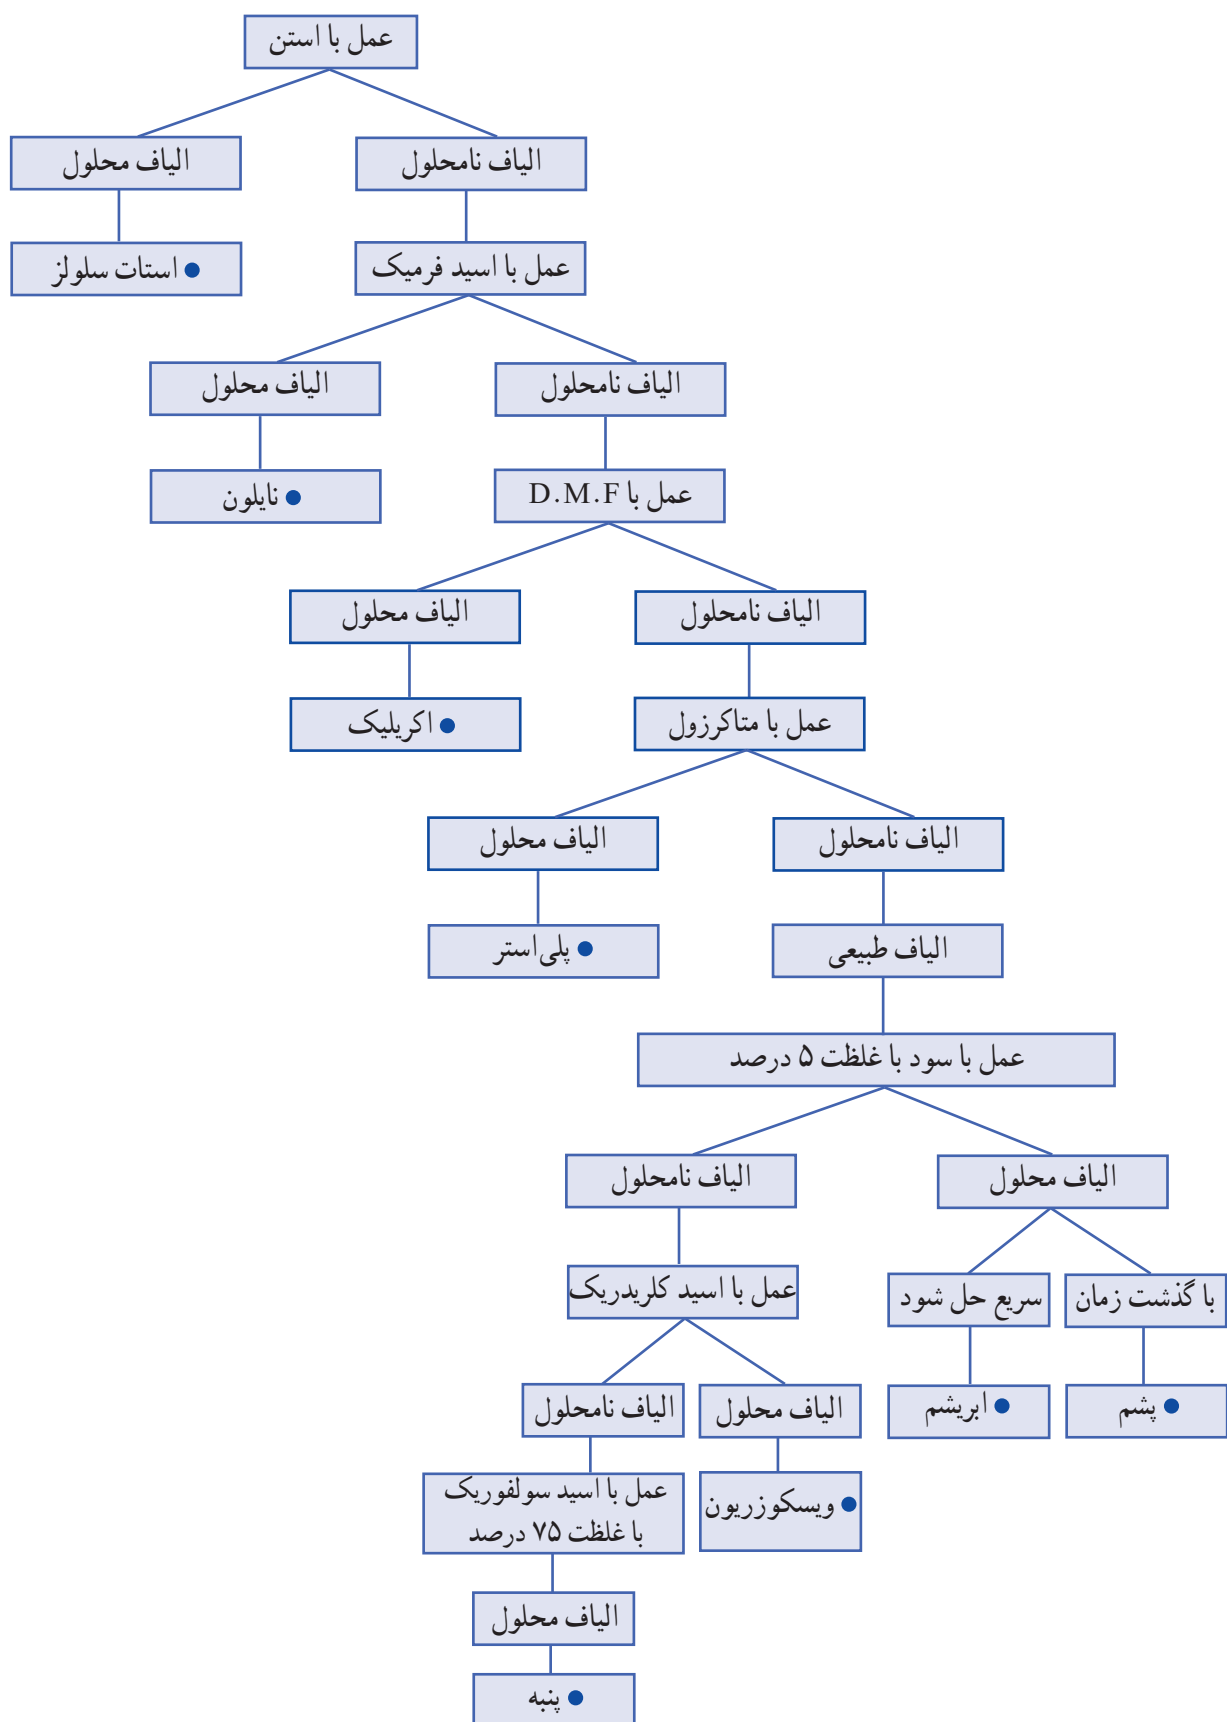 عمل با استن
الیاف نامحلول
الیاف محلول
عمل با اسید فرمیک
● استات سلولز
الیاف نامحلول
الیاف محلول
عمل با D.M.F
● نایلون
الیاف نامحلول
الیاف محلول
عمل با متاکرزول
● اکریلیک
الیاف نامحلول
الیاف محلول
الیاف طبیعی
● پلی‌استر
عمل با سود با غلظت ۵ درصد
الیاف محلول
الیاف نامحلول
با گذشت زمان
سریع حل شود
عمل با اسید کلریدریک
● پشم
● ابریشم
الیاف محلول
الیاف نامحلول
● ویسکوزریون
عمل با اسید سولفوریک
با غلظت ۷۵ درصد
الیاف محلول
● پنبه